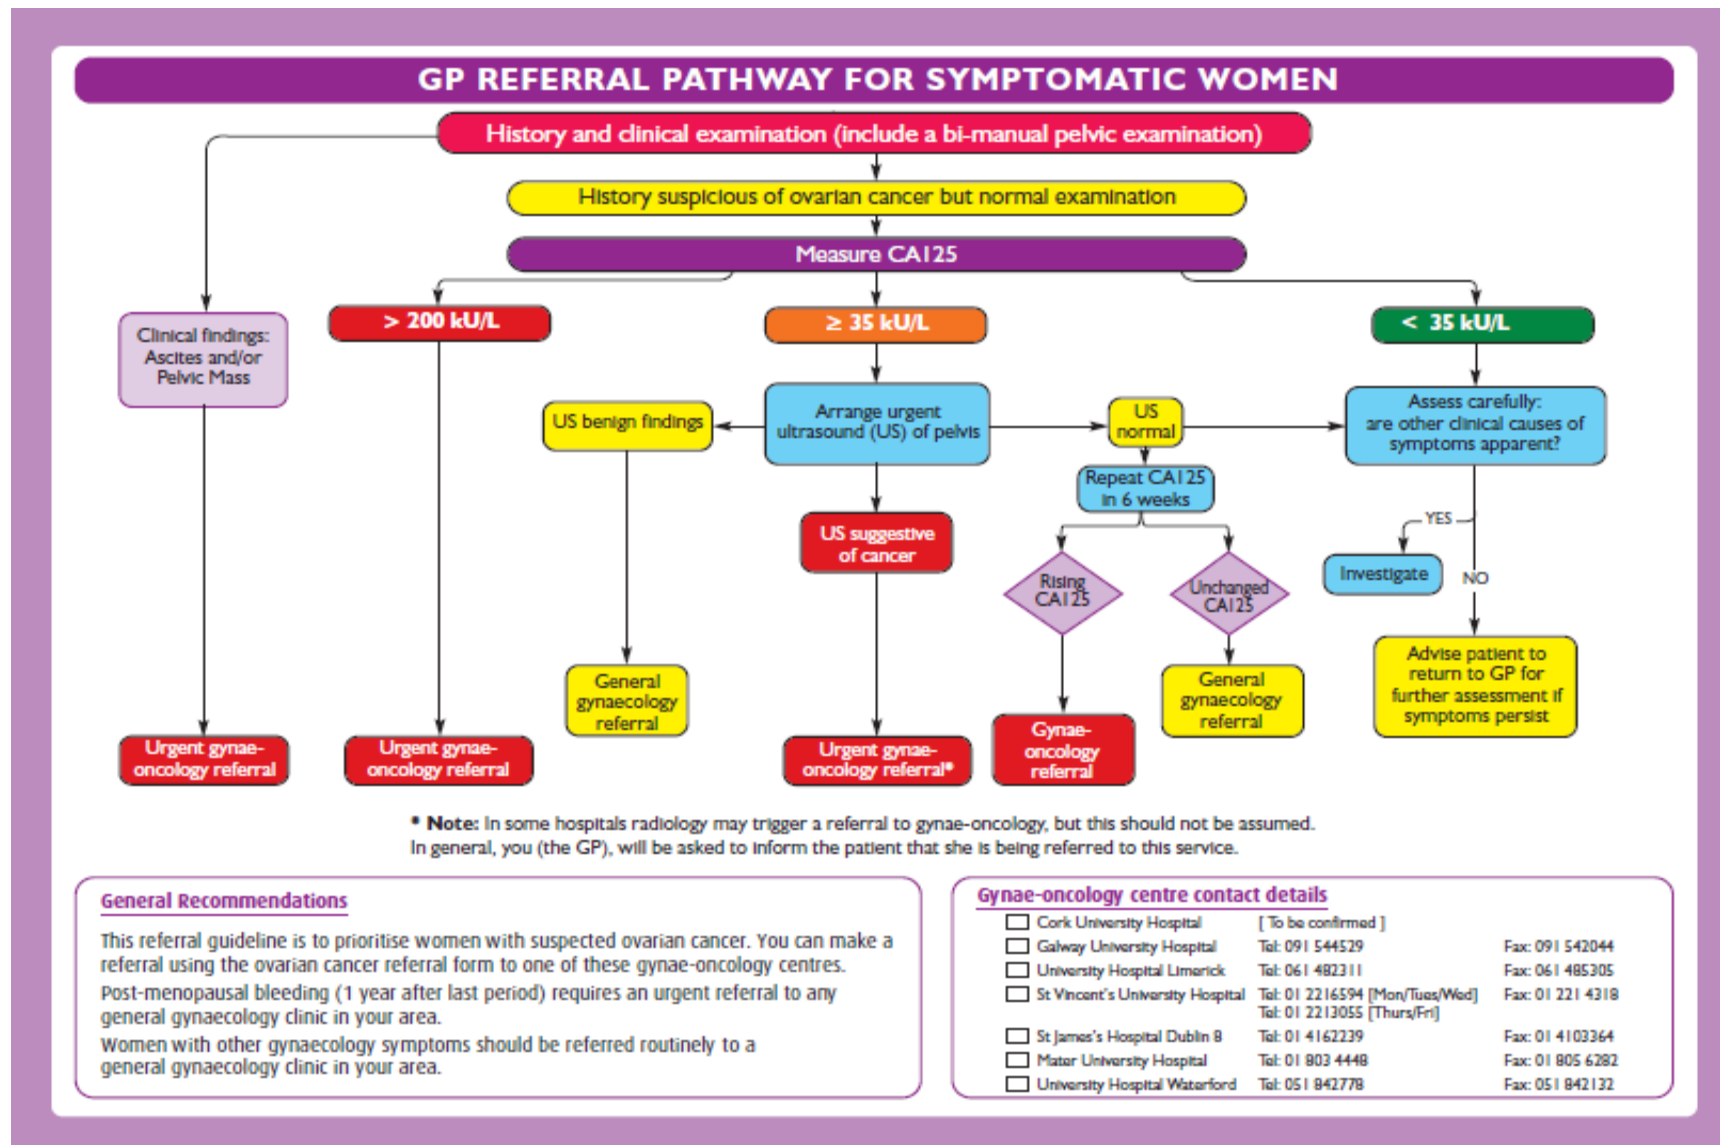 GP REFERRAL PATHWAY FOR SYMPTOMATIC WOMEN
History and clinical examination (include a bi-manual pelvic examination)
History suspicious of ovarian cancer but normal examination
Measure CA125
Clinical findings:
Ascites and/or
Pelvic Mass
> 200 kU/L
≥ 35 kU/L
< 35 kU/L
US benign findings
Arrange urgent
ultrasound (US) of pelvis
US
normal
Assess carefully:
are other clinical causes of
symptoms apparent?
Repeat CA125
in 6 weeks
US suggestive
of cancer
YES
Investigate
NO
Rising
CA125
Unchanged
CA125
General
gynaecology
referral
General
gynaecology
referral
Advise patient to
return to GP for
further assessment if
symptoms persist
Urgent gynae-
oncology referral
Urgent gynae-
oncology referral
Urgent gynae-
oncology referral*
Gynae-
oncology
referral
* Note: In some hospitals radiology may trigger a referral to gynae-oncology, but this should not be assumed.
In general, you (the GP), will be asked to inform the patient that she is being referred to this service.
General Recommendations
This referral guideline is to prioritise women with suspected ovarian cancer. You can make a
referral using the ovarian cancer referral form to one of these gynae-oncology centres.
Post-menopausal bleeding (1 year after last period) requires an urgent referral to any
general gynaecology clinic in your area.
Women with other gynaecology symptoms should be referred routinely to a
general gynaecology clinic in your area.
Gynae-oncology centre contact details
Cork University Hospital [ To be confirmed ]
Galway University Hospital Tel: 091 544529 Fax: 091 542044
University Hospital Limerick Tel: 061 482311 Fax: 061 485305
St Vincent's University Hospital Tel: 01 2216594 [Mon/Tues/Wed] Fax: 01 221 4318
Tel: 01 2213055 [Thurs/Fri]
St James's Hospital Dublin 8 Tel: 01 4162239 Fax: 01 4103364
Mater University Hospital Tel: 01 803 4448 Fax: 01 805 6282
University Hospital Waterford Tel: 051 842778 Fax: 051 842132